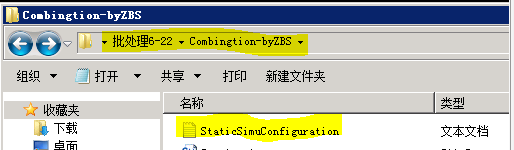 Combingtion-byZBS
批处理6-22 Combingtion-byZBS
组织 打开 共享 打印 新建文件夹
收藏夹 名称 类型
下载 StaticSimuConfiguration 文本文档
桌面